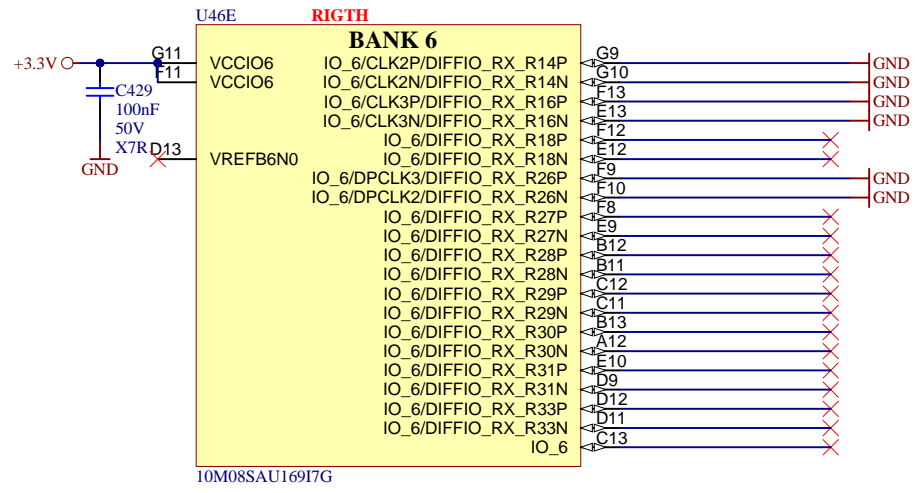 U46E RIGTH
BANK 6
+3.3V G11 VCCIO6 IO_6/CLK2P/DIFFIO_RX_R14P G9 GND
F11 VCCIO6 IO_6/CLK2N/DIFFIO_RX_R14N G10 GND
C429 IO_6/CLK3P/DIFFIO_RX_R16P F13 GND
100nF IO_6/CLK3N/DIFFIO_RX_R16N E13 GND
50V IO_6/DIFFIO_RX_R18P F12
X7R D13 VREFB6N0 IO_6/DIFFIO_RX_R18N E12
GND IO_6/DPCLK3/DIFFIO_RX_R26P F9 GND
IO_6/DPCLK2/DIFFIO_RX_R26N F10 GND
IO_6/DIFFIO_RX_R27P F8
IO_6/DIFFIO_RX_R27N E9
IO_6/DIFFIO_RX_R28P B12
IO_6/DIFFIO_RX_R28N B11
IO_6/DIFFIO_RX_R29P C12
IO_6/DIFFIO_RX_R29N C11
IO_6/DIFFIO_RX_R30P B13
IO_6/DIFFIO_RX_R30N A12
IO_6/DIFFIO_RX_R31P E10
IO_6/DIFFIO_RX_R31N D9
IO_6/DIFFIO_RX_R33P D12
IO_6/DIFFIO_RX_R33N D11
IO_6 C13
10M08SAU169I7G